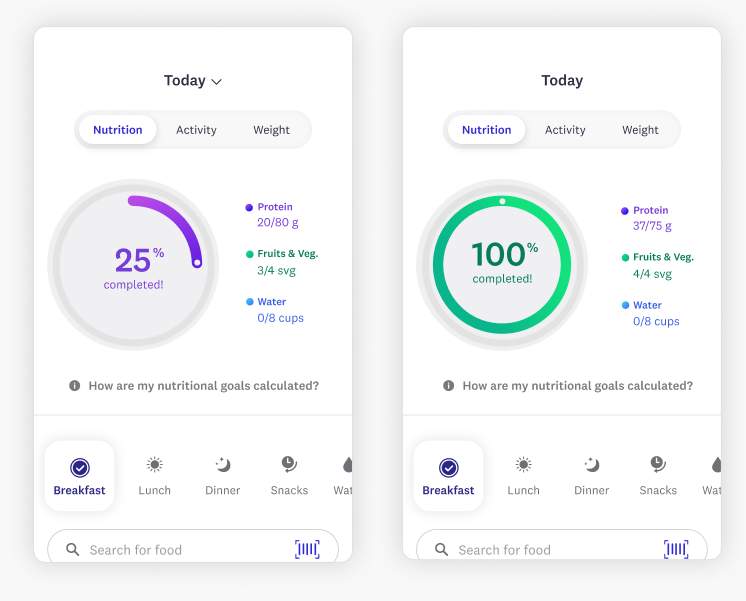 Today
Nutrition Activity Weight
25%
completed!
Protein
20/80 g
Fruits & Veg.
3/4 svg
Water
0/8 cups
How are my nutritional goals calculated?
Breakfast Lunch Dinner Snacks Wat
Search for food
Today
Nutrition Activity Weight
100%
completed!
Protein
37/75 g
Fruits & Veg.
4/4 svg
Water
0/8 cups
How are my nutritional goals calculated?
Breakfast Lunch Dinner Snacks Wat
Search for food